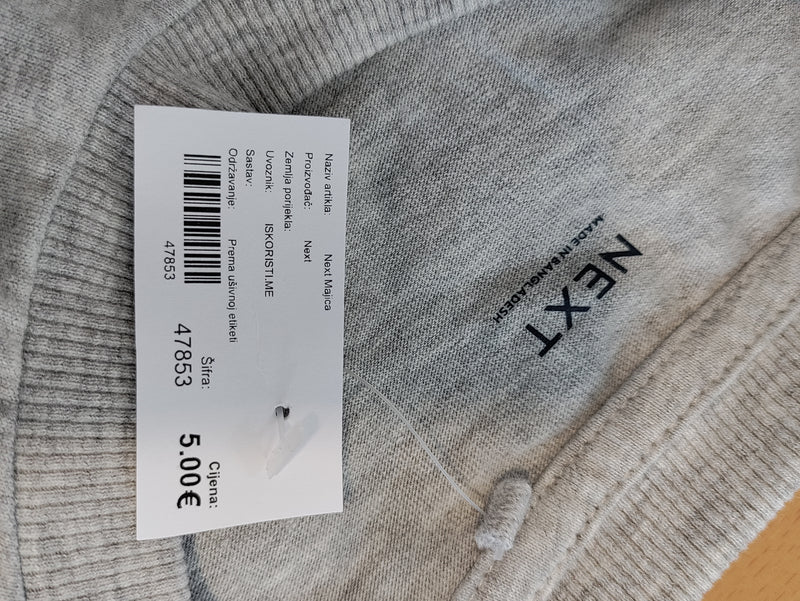 Naziv artikla: Next Majica
Proizvođač: Next
Zemlja porijekla:
Uvoznik: ISKORISTI.ME
Sastav:
Održavanje: Prema ušivnoj etiketi
47853
Šifra:
47853
Cijena:
5.00€
NEXT
MADE IN BANGLADESH